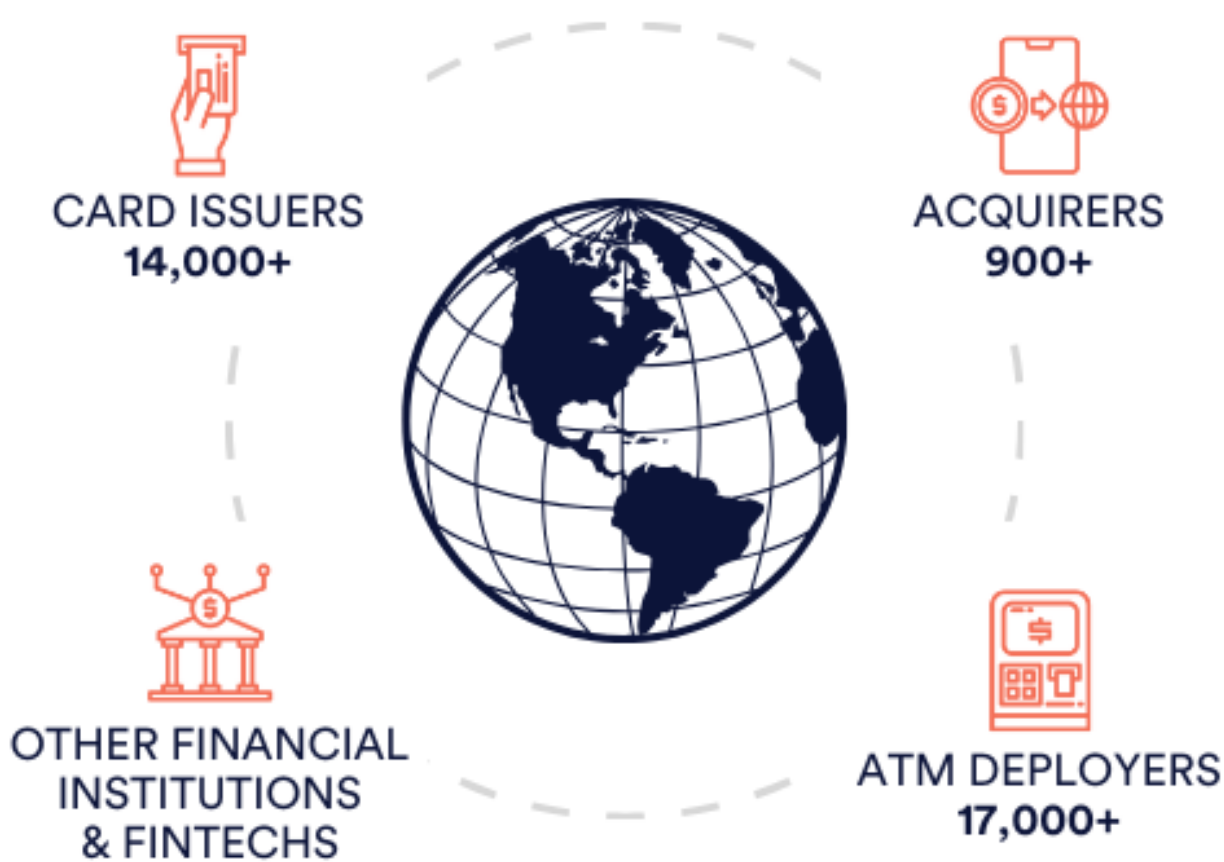 CARD ISSUERS
14,000+
ACQUIRERS
900+
OTHER FINANCIAL
INSTITUTIONS
& FINTECHS
ATM DEPLOYERS
17,000+